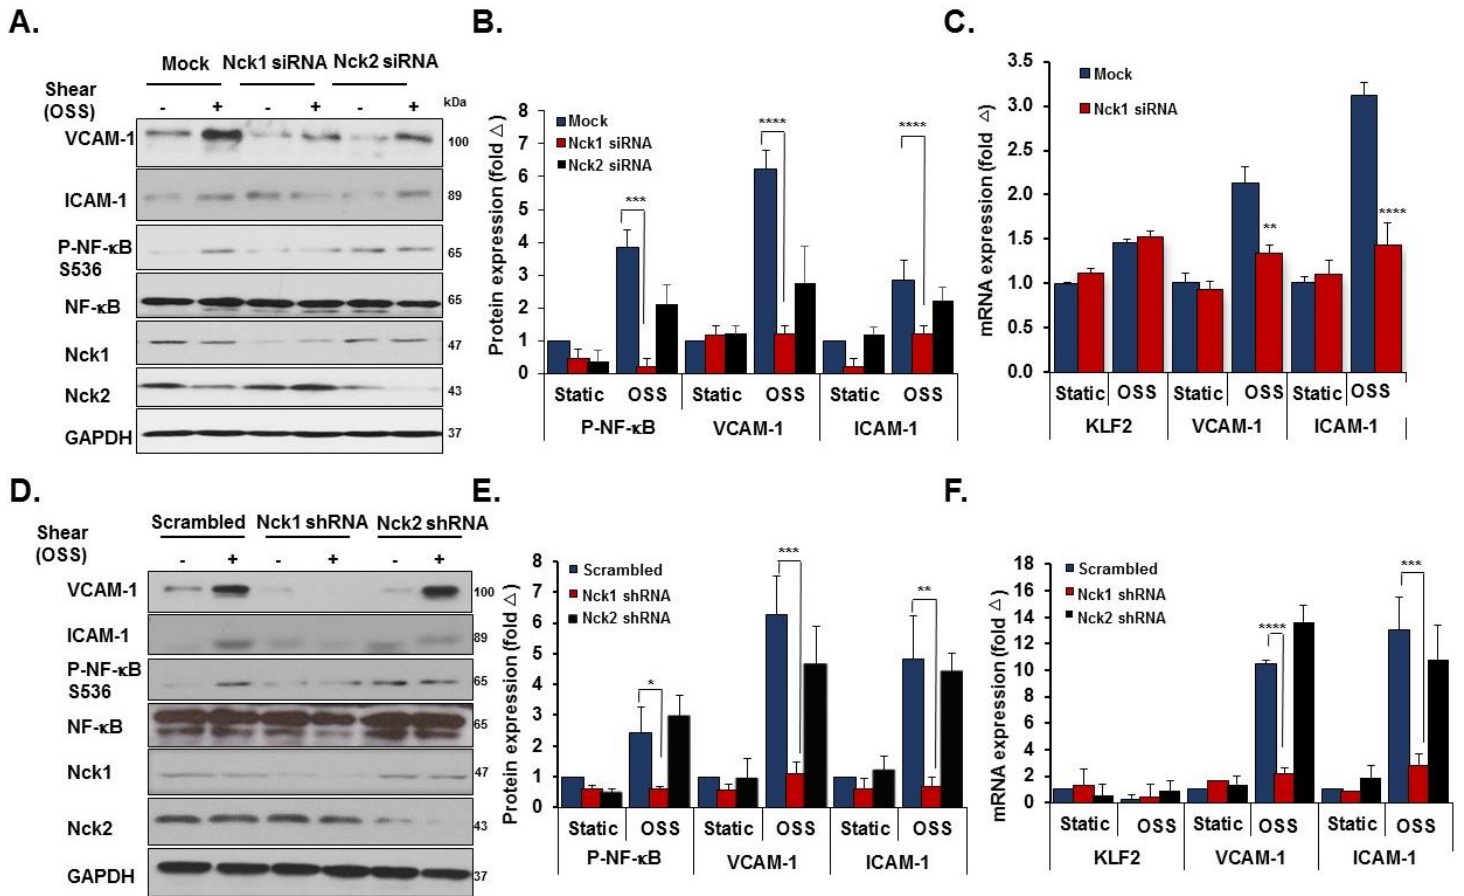 A.
Mock Nck1 siRNA Nck2 siRNA
Shear
(OSS)
- + - + - + kDa
VCAM-1 100
ICAM-1 89
P-NF-κB
S536 65
NF-κB 65
Nck1 47
Nck2 43
GAPDH 37
B.
Protein expression (fold △)
8
7
6
5
4
3
2
1
0
Mock
Nck1 siRNA
Nck2 siRNA
***
****
****
Static OSS Static OSS Static OSS
P-NF-κB VCAM-1 ICAM-1
C.
mRNA expression (fold △)
3.5
3.0
2.5
2.0
1.5
1.0
0.5
0.0
Mock
Nck1 siRNA
**
****
Static OSS Static OSS Static OSS
KLF2 VCAM-1 ICAM-1
D.
Scrambled Nck1 shRNA Nck2 shRNA
Shear
(OSS)
- + - + - +
VCAM-1 100
ICAM-1 89
P-NF-κB
S536 65
NF-κB 65
Nck1 47
Nck2 43
GAPDH 37
E.
Protein expression (fold △)
8
7
6
5
4
3
2
1
0
Scrambled
Nck1 shRNA
Nck2 shRNA
*
***
**
Static OSS Static OSS Static OSS
P-NF-κB VCAM-1 ICAM-1
F.
mRNA expression (fold △)
18
16
14
12
10
8
6
4
2
0
Scrambled
Nck1 shRNA
Nck2 shRNA
****
***
Static OSS Static OSS Static OSS
KLF2 VCAM-1 ICAM-1